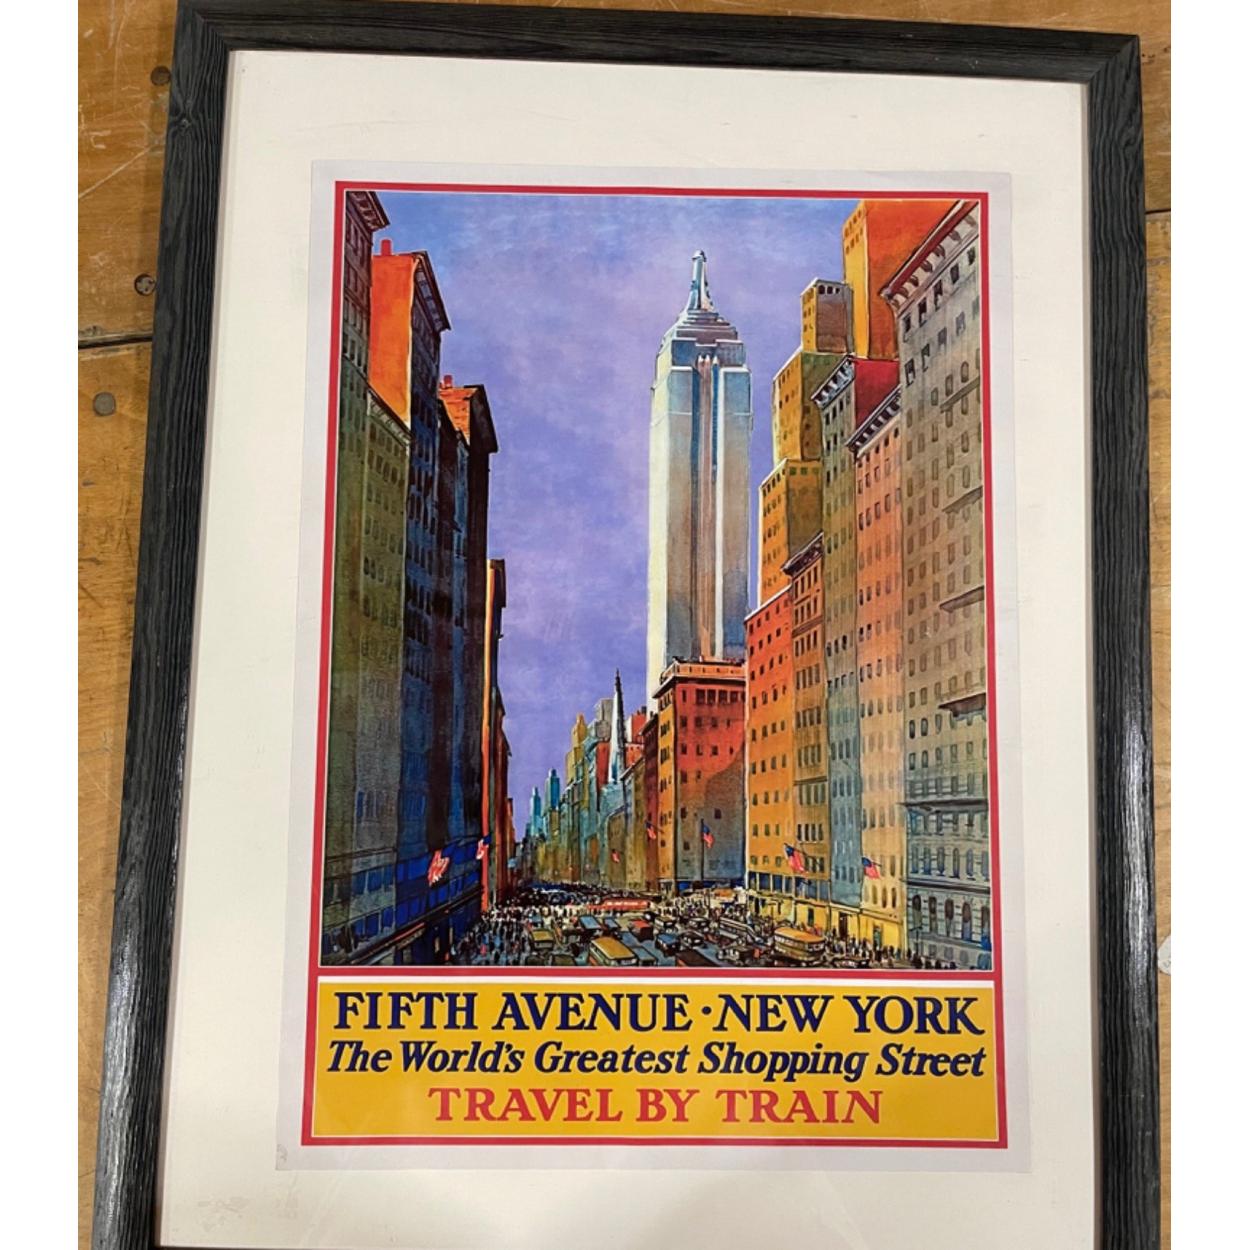 FIFTH AVENUE · NEW YORK
The World's Greatest Shopping Street
TRAVEL BY TRAIN